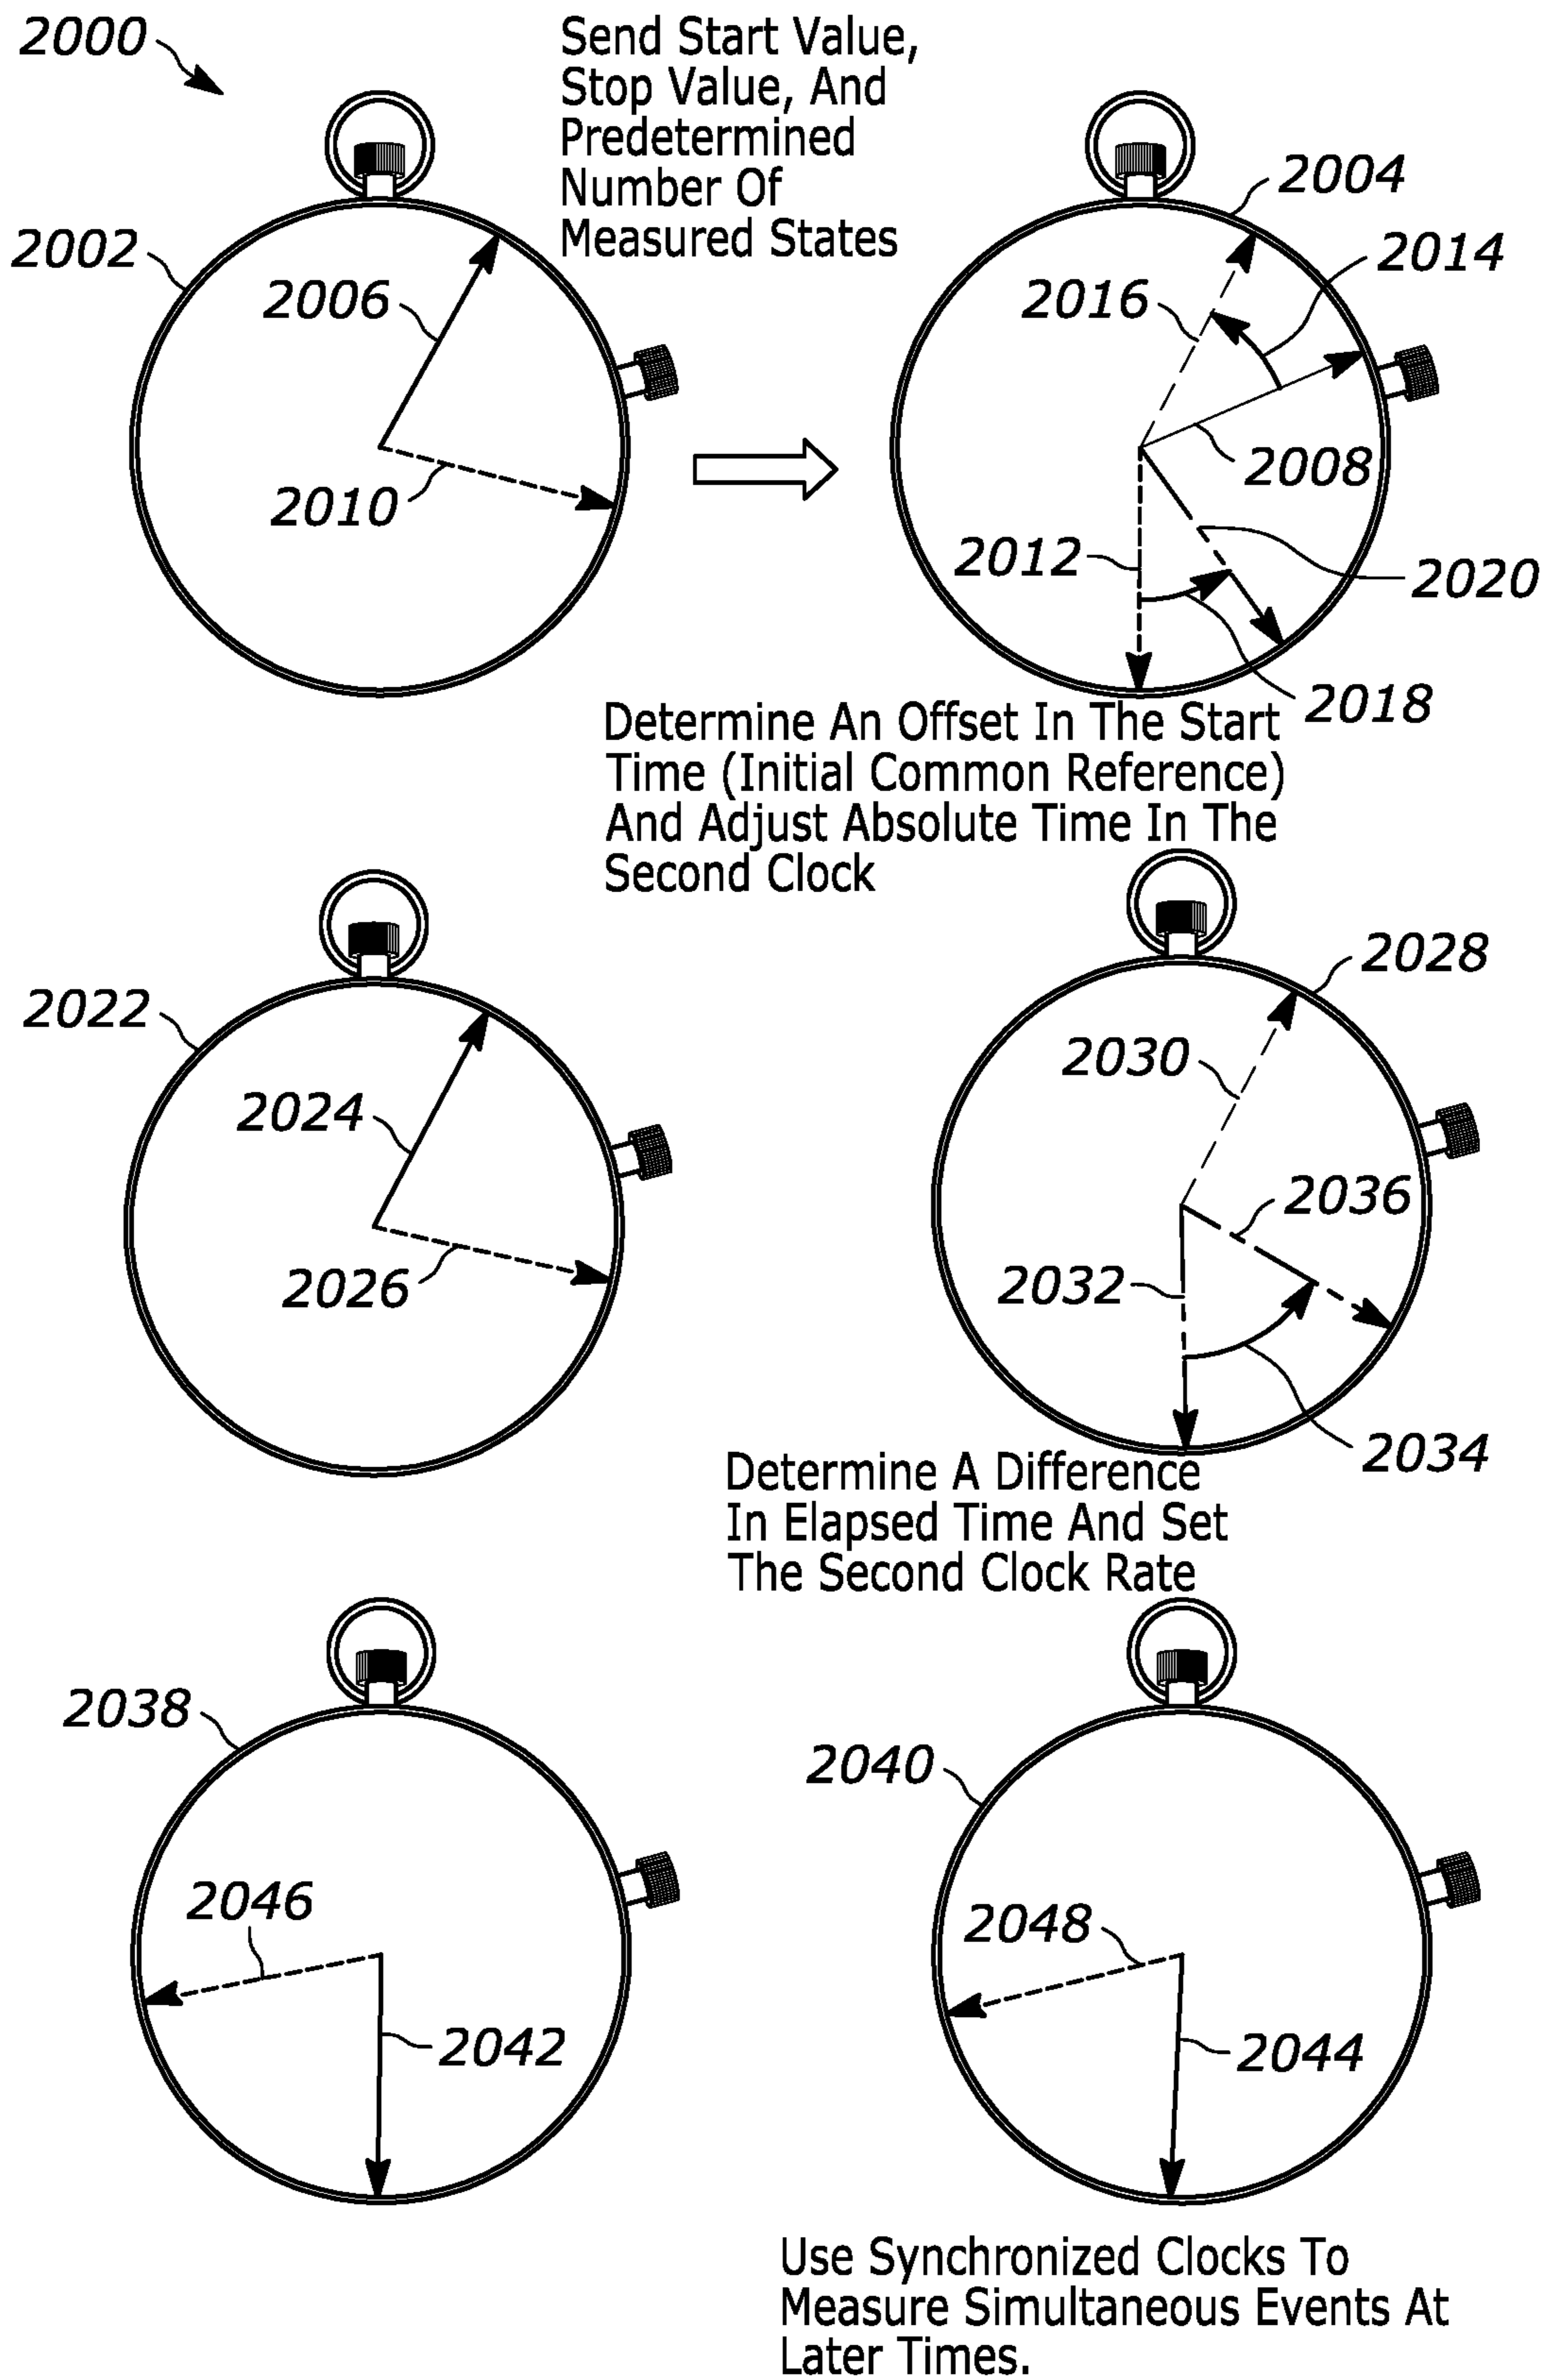 2000
Send Start Value,
Stop Value, And
Predetermined
Number Of
Measured States
2002
2006
2010
2004
2014
2016
2008
2012
2020
2018
Determine An Offset In The Start
Time (Initial Common Reference)
And Adjust Absolute Time In The
Second Clock
2022
2024
2026
2028
2030
2036
2032
2034
Determine A Difference
In Elapsed Time And Set
The Second Clock Rate
2038
2046
2042
2040
2048
2044
Use Synchronized Clocks To
Measure Simultaneous Events At
Later Times.